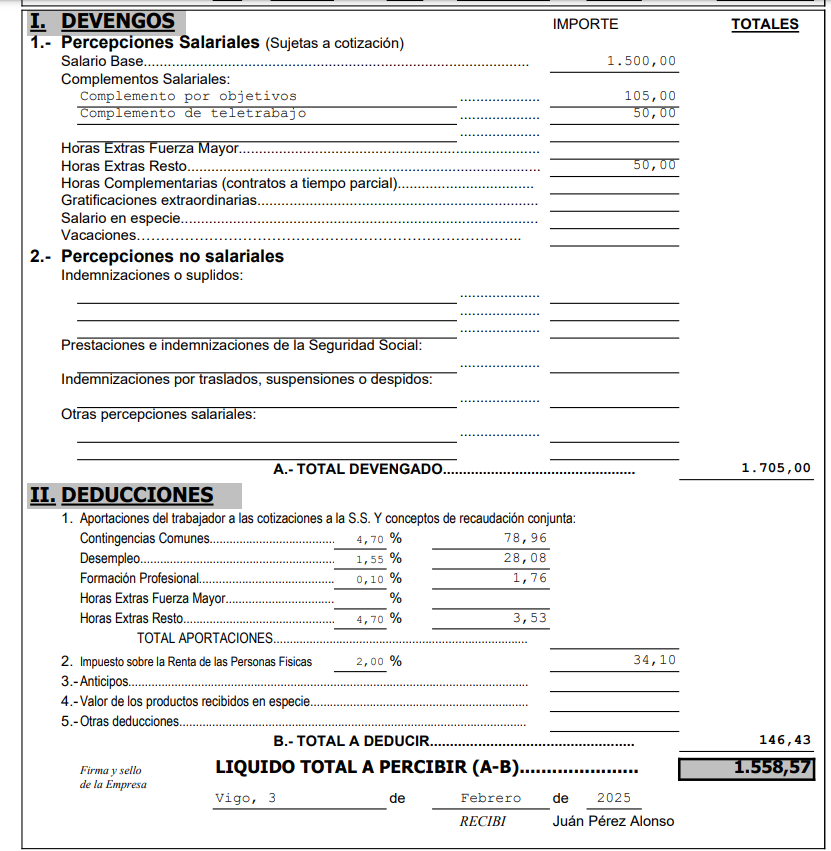 I. DEVENGOS IMPORTE TOTALES
1.- Percepciones Salariales (Sujetas a cotización)
Salario Base.................................................................................................. 1.500,00
Complementos Salariales:
Complemento por objetivos .................... 105,00
Complemento de teletrabajo .................... 50,00
....................
Horas Extras Fuerza Mayor...........................................................................
Horas Extras Resto........................................................................................ 50,00
Horas Complementarias (contratos a tiempo parcial)..................................
Gratificaciones extraordinarias......................................................................
Salario en especie.........................................................................................
Vacaciones…………………………………………………………………..
2.- Percepciones no salariales
Indemnizaciones o suplidos:
....................
....................
....................
Prestaciones e indemnizaciones de la Seguridad Social:
....................
Indemnizaciones por traslados, suspensiones o despidos:
....................
Otras percepciones salariales:
....................
A.- TOTAL DEVENGADO................................................ 1.705,00
II. DEDUCCIONES
1. Aportaciones del trabajador a las cotizaciones a la S.S. Y conceptos de recaudación conjunta:
Contingencias Comunes.................................... 4,70 % 78,96
Desempleo........................................................ 1,55 % 28,08
Formación Profesional....................................... 0,10 % 1,76
Horas Extras Fuerza Mayor............................... %
Horas Extras Resto............................................ 4,70 % 3,53
TOTAL APORTACIONES..........................................................................
2. Impuesto sobre la Renta de las Personas Fisicas 2,00 % 34,10
3.- Anticipos....................................................................................................................
4.- Valor de los productos recibidos en especie...............................................................
5.- Otras deducciones.....................................................................................................
B.- TOTAL A DEDUCIR................................................... 146,43
LIQUIDO TOTAL A PERCIBIR (A-B)...................... 1.558,57
Firma y sello
de la Empresa
Vigo, 3 de Febrero de 2025
RECIBI Juán Pérez Alonso